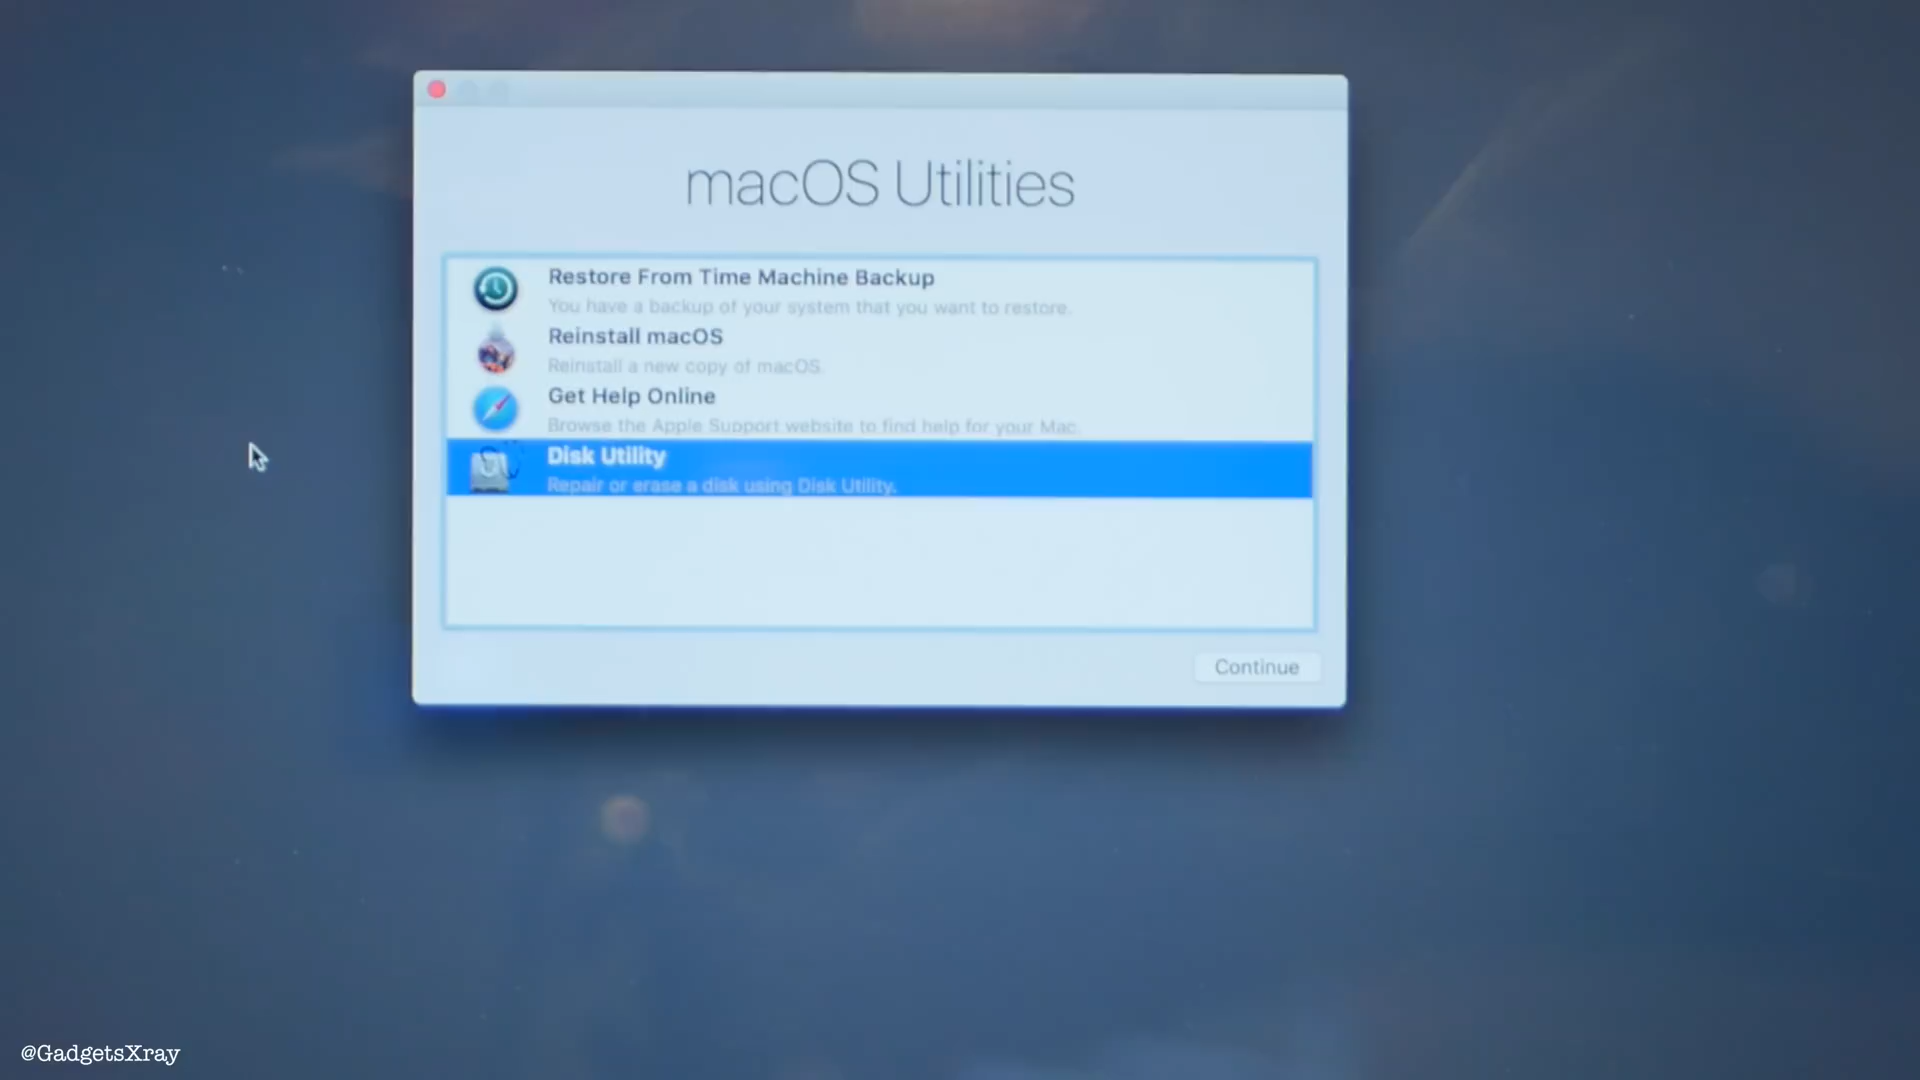 macOS Utilities
Restore From Time Machine Backup
You have a backup of your system that you want to restore.
Reinstall macOS
Reinstall a new copy of macOS.
Get Help Online
Browse the Apple Support website to find help for your Mac.
Disk Utility
Repair or erase a disk using Disk Utility.
Continue
@GadgetsXray